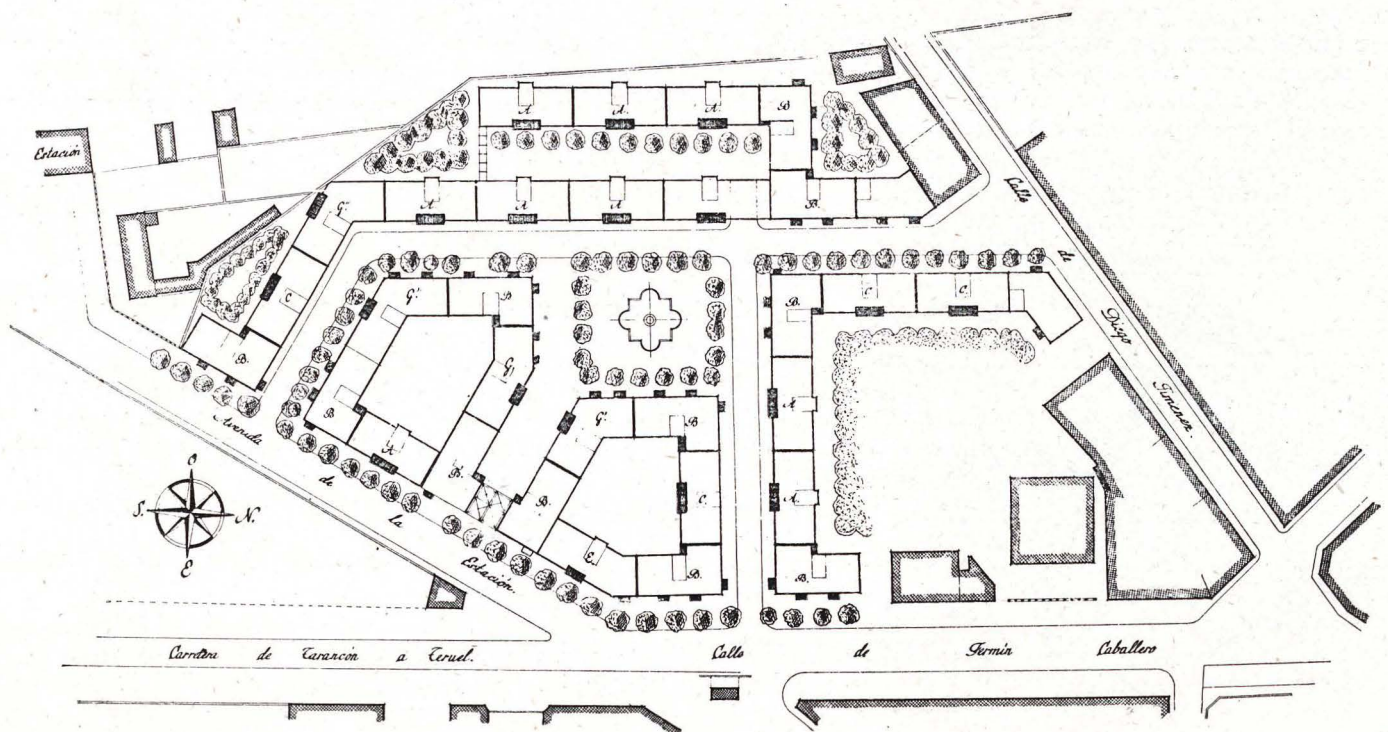 Estación
A. A. A. B
G' A A A A B.
C
B.
G' B
G'
B
A
B.
B. C. C.
A.
A.
B.
G' B
B. C.
E.
B.
Calle de Diego Jiménez.
Avenida de la Estación.
O
S. N.
E
Carretera de Tarancón a Teruel.
Calle de Fermín Caballero